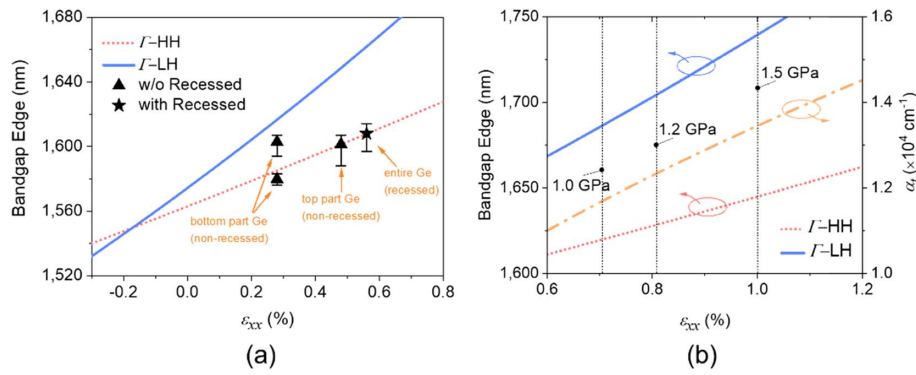 1,680
1,640
1,600
1,560
1,520
Bandgap Edge (nm)
Γ–HH
Γ–LH
w/o Recessed
with Recessed
bottom part Ge
(non-recessed)
top part Ge
(non-recessed)
entire Ge
(recessed)
-0.2 0.0 0.2 0.4 0.6 0.8
εxx (%)
(a)
1,750
1,700
1,650
1,600
Bandgap Edge (nm)
1.0 GPa
1.2 GPa
1.5 GPa
Γ–HH
Γ–LH
1.6
1.4
1.2
1.0
α, (×10⁴ cm⁻¹)
0.6 0.8 1.0 1.2
εxx (%)
(b)